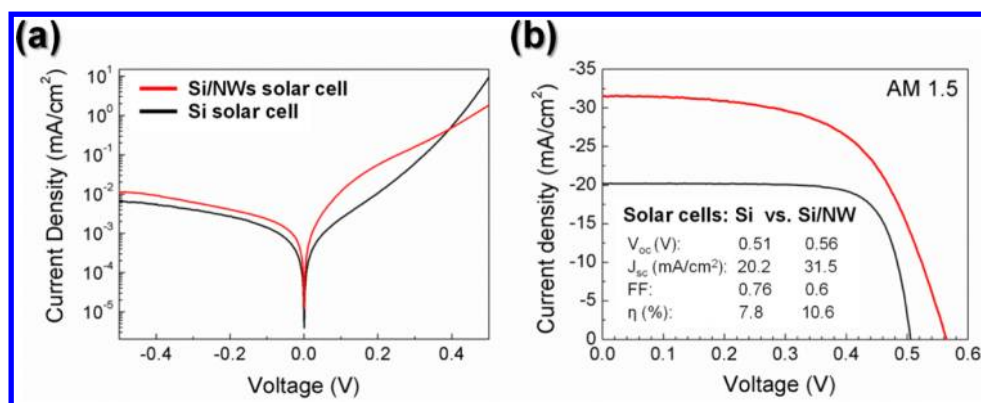 (a)
Current Density (mA/cm²)
10¹
10⁰
10⁻¹
10⁻²
10⁻³
10⁻⁴
10⁻⁵
Si/NWs solar cell
Si solar cell
-0.4 -0.2 0.0 0.2 0.4
Voltage (V)
(b)
Current density (mA/cm²)
-35
-30
-25
-20
-15
-10
-5
0
AM 1.5
Solar cells: Si vs. Si/NW
Voc (V): 0.51 0.56
Jsc (mA/cm²): 20.2 31.5
FF: 0.76 0.6
η (%): 7.8 10.6
0.0 0.1 0.2 0.3 0.4 0.5 0.6
Voltage (V)